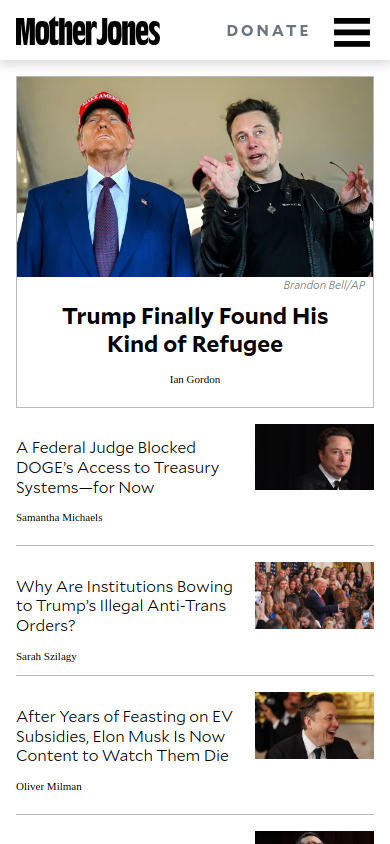 Mother Jones
DONATE
MAKE AMERICA
Brandon Bell/AP
Trump Finally Found His
Kind of Refugee
Ian Gordon
A Federal Judge Blocked
DOGE’s Access to Treasury
Systems—for Now
Samantha Michaels
Why Are Institutions Bowing
to Trump’s Illegal Anti-Trans
Orders?
Sarah Szilagy
After Years of Feasting on EV
Subsidies, Elon Musk Is Now
Content to Watch Them Die
Oliver Milman